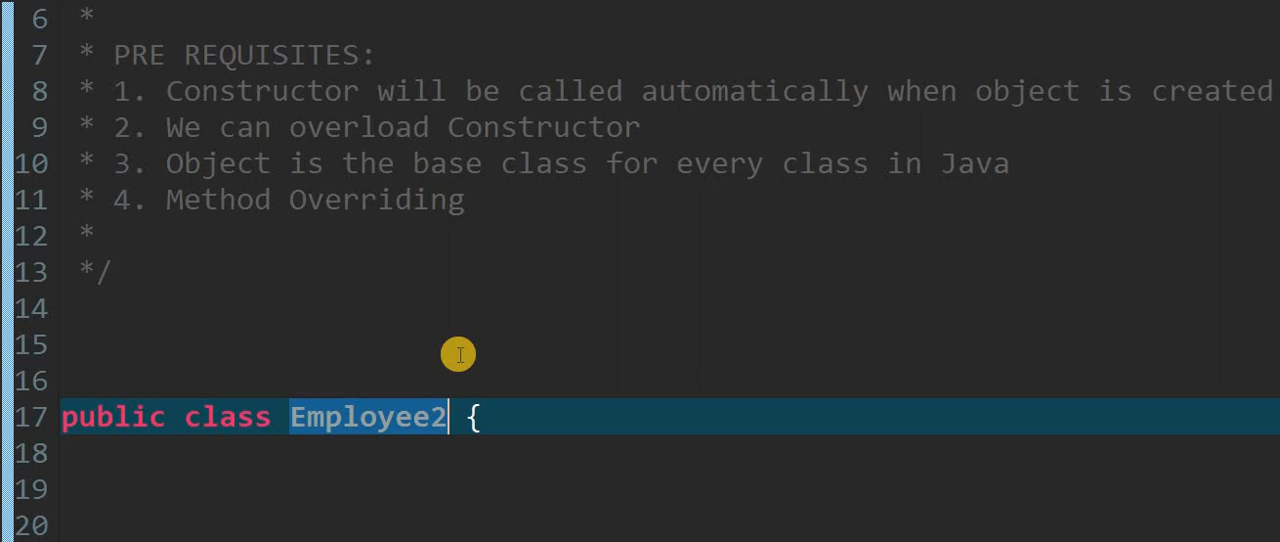 6 *
7 * PRE REQUISITES:
8 * 1. Constructor will be called automatically when object is created
9 * 2. We can overload Constructor
10 * 3. Object is the base class for every class in Java
11 * 4. Method Overriding
12 *
13 */
14
15
16
17 public class Employee2 {
18
19
20